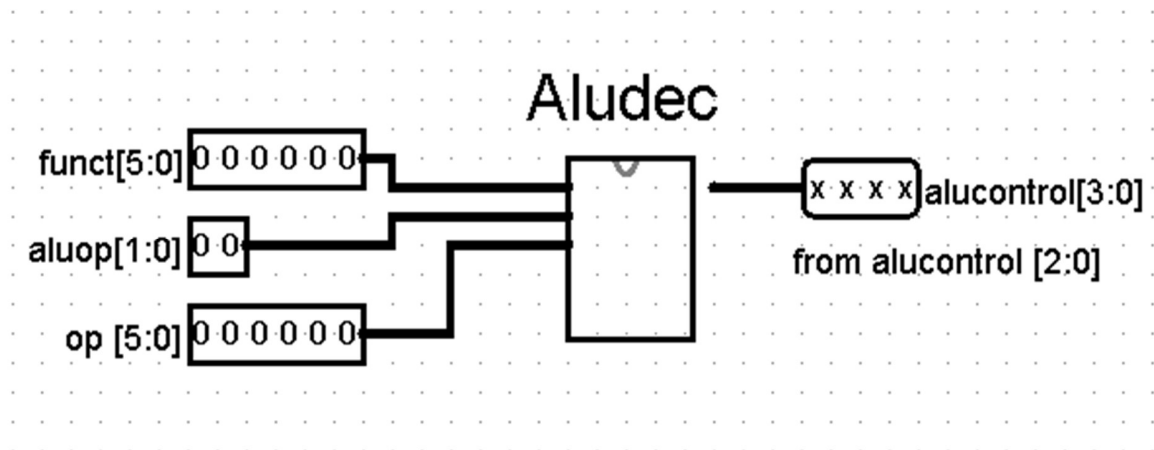 Aludec
funct[5:0] 0 0 0 0 0 0
x x x x alucontrol[3:0]
aluop[1:0] 0 0
from alucontrol [2:0]
op [5:0] 0 0 0 0 0 0